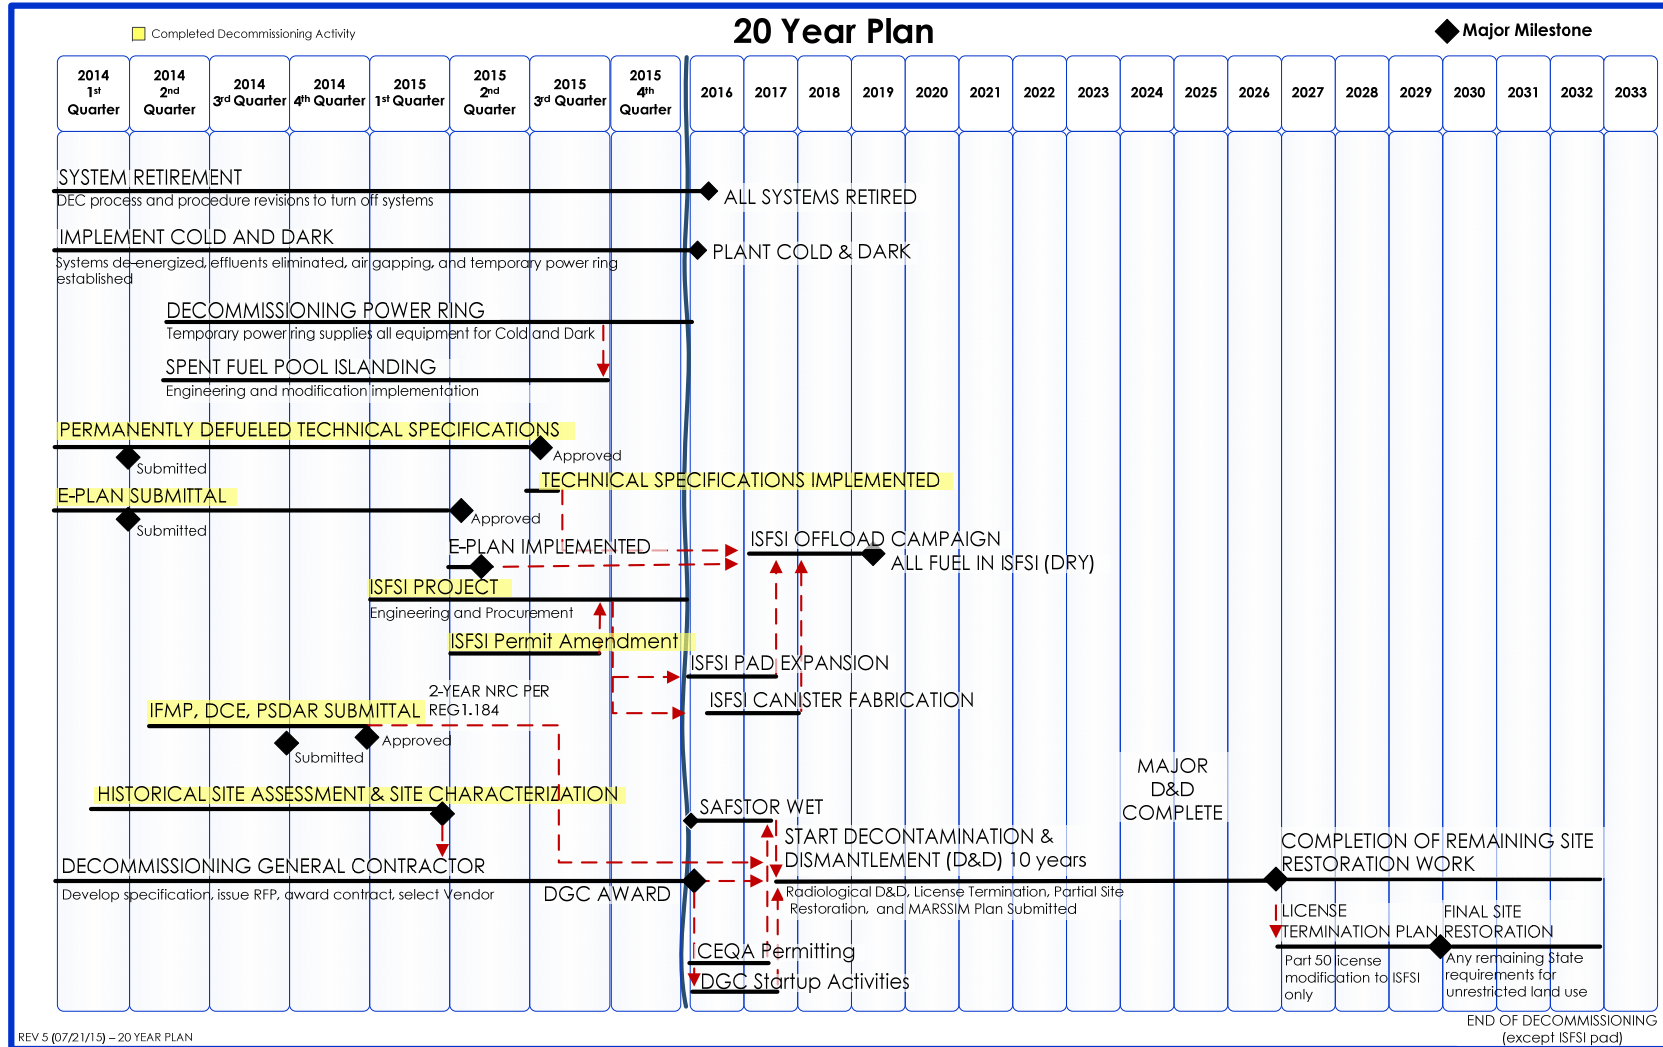 Completed Decommissioning Activity
20 Year Plan
Major Milestone
2014
1st
Quarter
2014
2nd
Quarter
2014
3rd Quarter
2014
4th Quarter
2015
1st Quarter
2015
2nd
Quarter
2015
3rd Quarter
2015
4th
Quarter
2016
2017
2018
2019
2020
2021
2022
2023
2024
2025
2026
2027
2028
2029
2030
2031
2032
2033
SYSTEM RETIREMENT
DEC process and procedure revisions to turn off systems
ALL SYSTEMS RETIRED
IMPLEMENT COLD AND DARK
Systems de-energized, effluents eliminated, air gapping, and temporary power ring
established
PLANT COLD & DARK
DECOMMISSIONING POWER RING
Temporary power ring supplies all equipment for Cold and Dark
SPENT FUEL POOL ISLANDING
Engineering and modification implementation
PERMANENTLY DEFUELED TECHNICAL SPECIFICATIONS
Submitted
Approved
TECHNICAL SPECIFICATIONS IMPLEMENTED
E-PLAN SUBMITTAL
Submitted
Approved
E-PLAN IMPLEMENTED
ISFSI OFFLOAD CAMPAIGN
ALL FUEL IN ISFSI (DRY)
ISFSI PROJECT
Engineering and Procurement
ISFSI Permit Amendment
ISFSI PAD EXPANSION
ISFSI CANISTER FABRICATION
2-YEAR NRC PER
REG1.184
IFMP, DCE, PSDAR SUBMITTAL
Submitted
Approved
MAJOR
D&D
COMPLETE
HISTORICAL SITE ASSESSMENT & SITE CHARACTERIZATION
SAFSTOR WET
START DECONTAMINATION &
DISMANTLEMENT (D&D) 10 years
Radiological D&D, License Termination, Partial Site
Restoration, and MARSSIM Plan Submitted
COMPLETION OF REMAINING SITE
RESTORATION WORK
DECOMMISSIONING GENERAL CONTRACTOR
Develop specification, issue RFP, award contract, select Vendor
DGC AWARD
LICENSE
TERMINATION PLAN
Part 50 license
modification to ISFSI
only
FINAL SITE
RESTORATION
Any remaining State
requirements for
unrestricted land use
CEQA Permitting
DGC Startup Activities
END OF DECOMMISSIONING
(except ISFSI pad)
REV 5 (07/21/15) – 20 YEAR PLAN